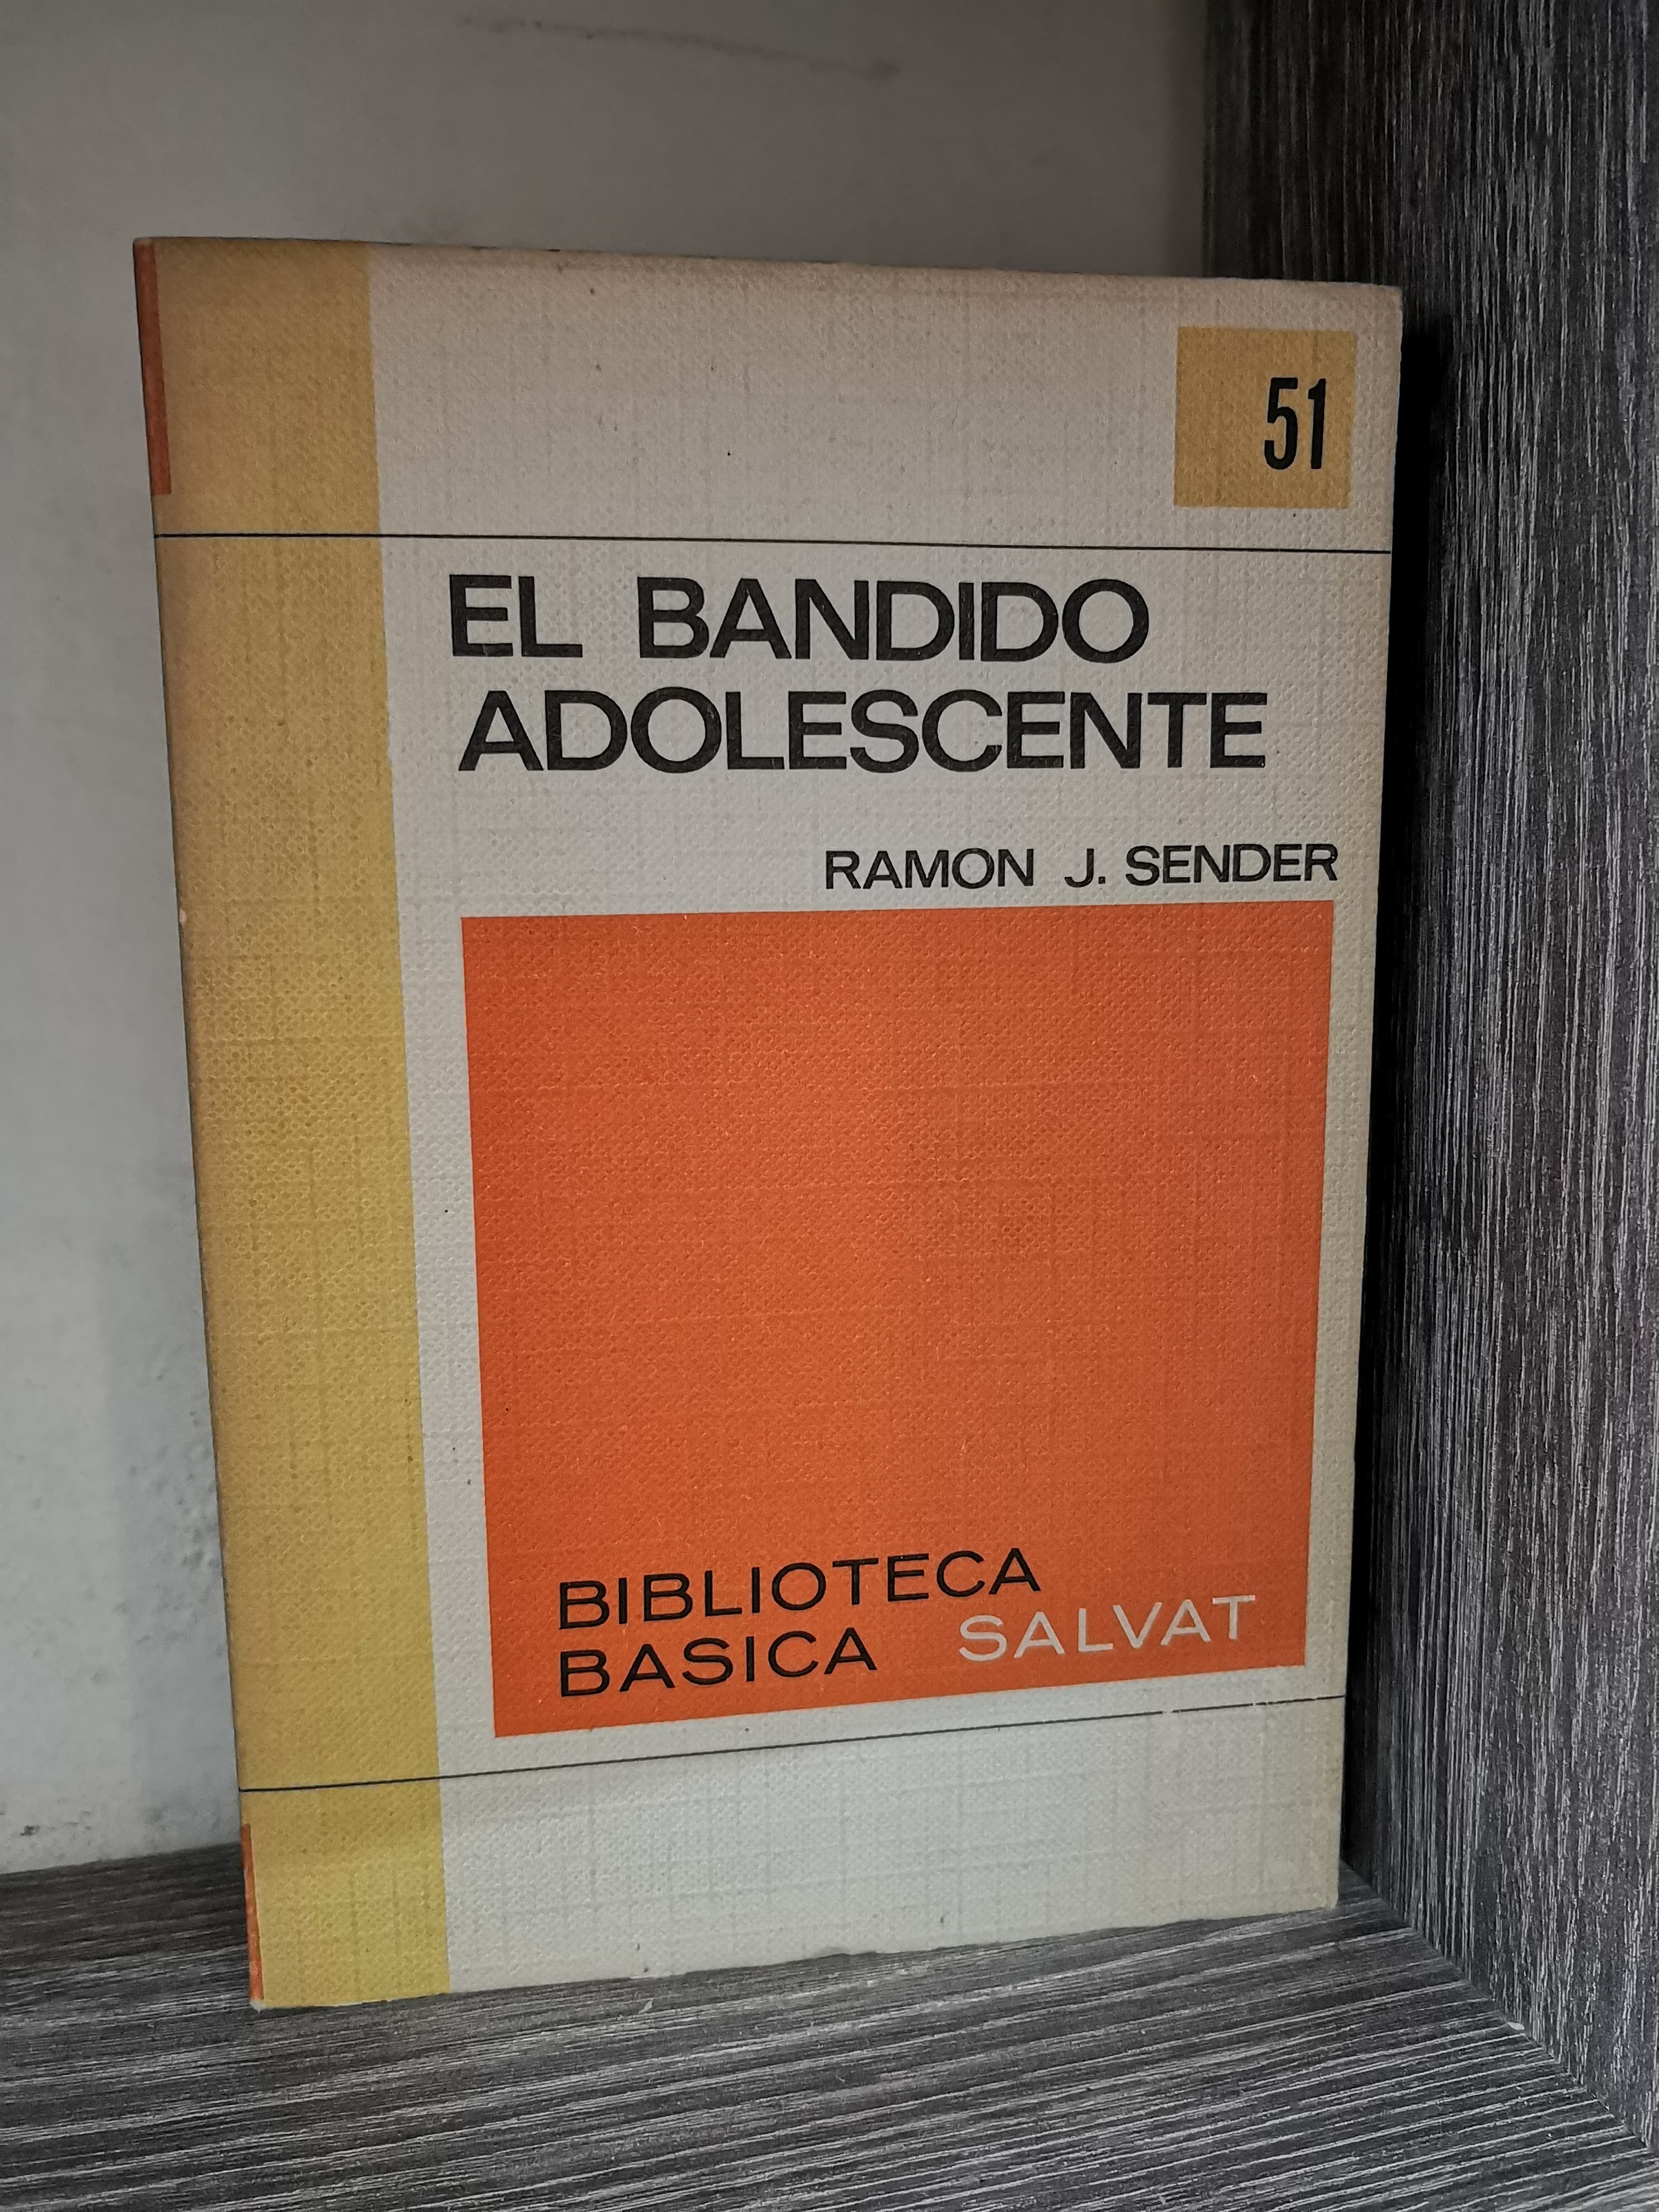 51
EL BANDIDO
ADOLESCENTE
RAMON J. SENDER
BIBLIOTECA
BASICA SALVAT